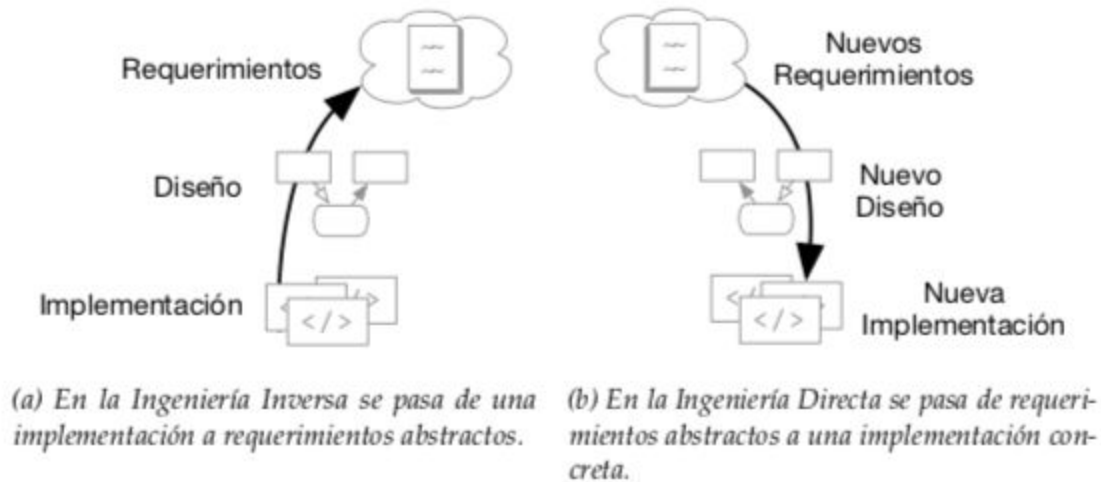 Requerimientos
Diseño
Implementación
</>
(a) En la Ingeniería Inversa se pasa de una
implementación a requerimientos abstractos.
Nuevos
Requerimientos
Nuevo
Diseño
Nueva
Implementación
</>
(b) En la Ingeniería Directa se pasa de requeri-
mientos abstractos a una implementación con-
creta.